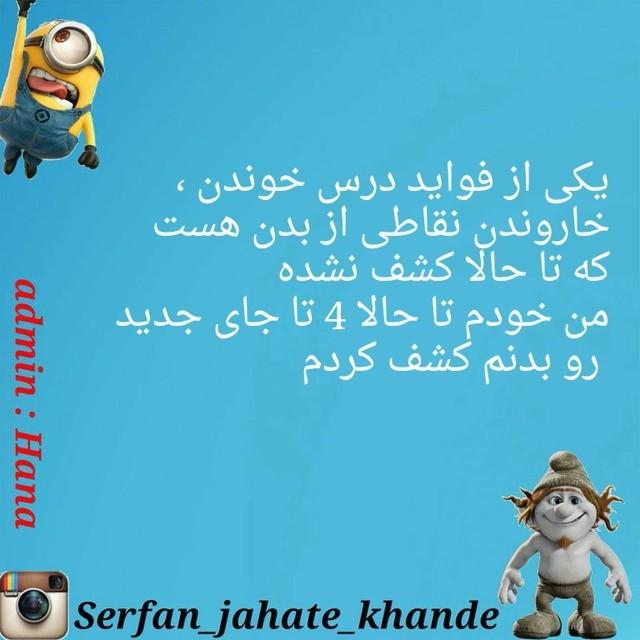 یکی از فواید درس خوندن ،
خاروندن نقاطی از بدن هست
که تا حالا کشف نشده
من خودم تا حالا 4 تا جای جدید
رو بدنم کشف کردم
admin : Hana
Serfan_jahate_khande